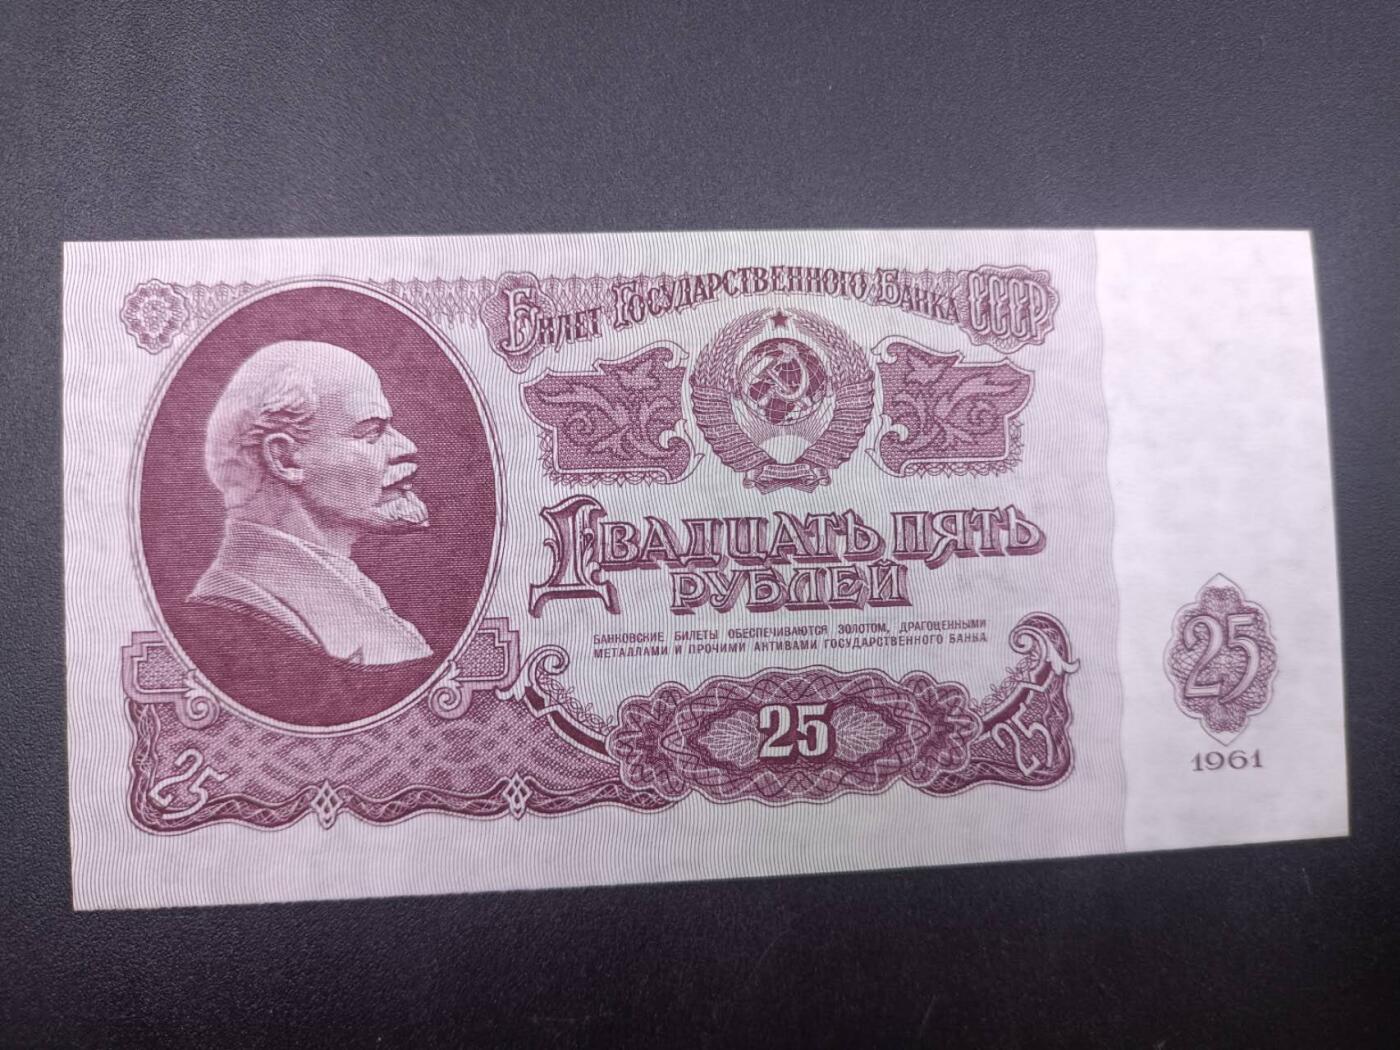 Билет Государственного Банка СССР
Двадцать пять
рублей
БАНКОВСКИЕ БИЛЕТЫ ОБЕСПЕЧИВАЮТСЯ ЗОЛОТОМ, ДРАГОЦЕННЫМИ
МЕТАЛЛАМИ И ПРОЧИМИ АКТИВАМИ ГОСУДАРСТВЕННОГО БАНКА
25
25
25
25
1961